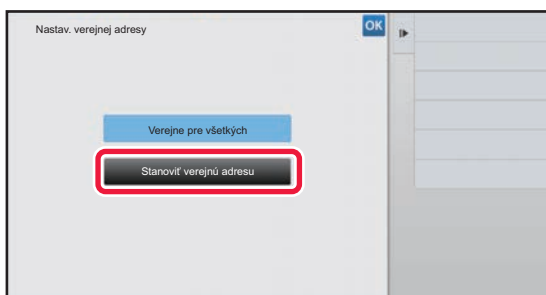 Nastav. verejnej adresy
OK
Verejne pre všetkých
Stanoviť verejnú adresu